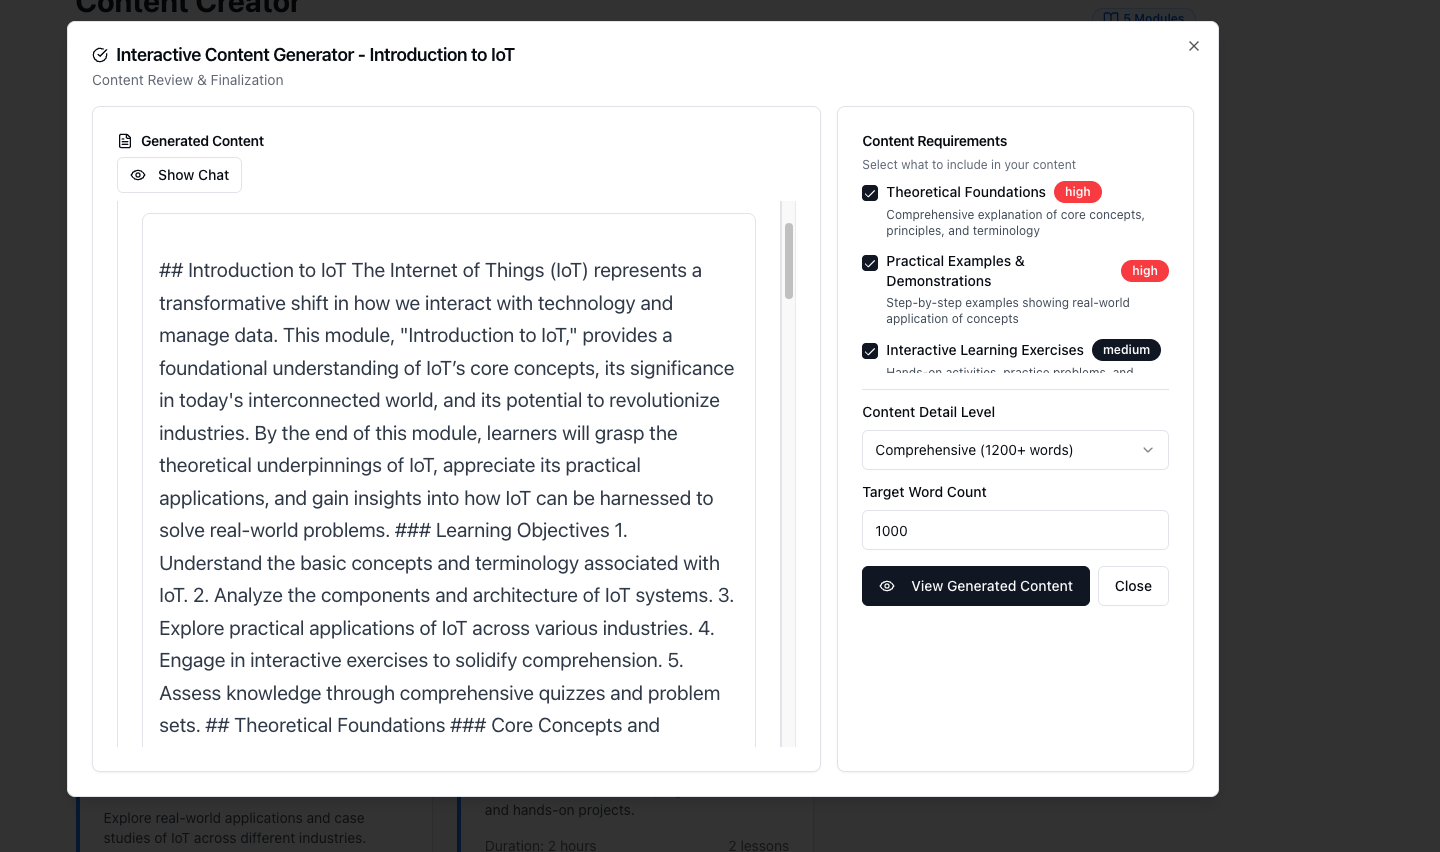 Content Creator
5 Modules
Interactive Content Generator - Introduction to IoT
Content Review & Finalization
Generated Content
Show Chat
## Introduction to IoT The Internet of Things (IoT) represents a
transformative shift in how we interact with technology and
manage data. This module, "Introduction to IoT," provides a
foundational understanding of IoT’s core concepts, its significance
in today's interconnected world, and its potential to revolutionize
industries. By the end of this module, learners will grasp the
theoretical underpinnings of IoT, appreciate its practical
applications, and gain insights into how IoT can be harnessed to
solve real-world problems. ### Learning Objectives 1.
Understand the basic concepts and terminology associated with
IoT. 2. Analyze the components and architecture of IoT systems. 3.
Explore practical applications of IoT across various industries. 4.
Engage in interactive exercises to solidify comprehension. 5.
Assess knowledge through comprehensive quizzes and problem
sets. ## Theoretical Foundations ### Core Concepts and
Content Requirements
Select what to include in your content
Theoretical Foundations high
Comprehensive explanation of core concepts,
principles, and terminology
Practical Examples &
Demonstrations
high
Step-by-step examples showing real-world
application of concepts
Interactive Learning Exercises medium
Hands-on activities, practice problems, and
Content Detail Level
Comprehensive (1200+ words)
Target Word Count
1000
View Generated Content
Close
Explore real-world applications and case
studies of IoT across different industries.
and hands-on projects.
Duration: 2 hours
2 lessons